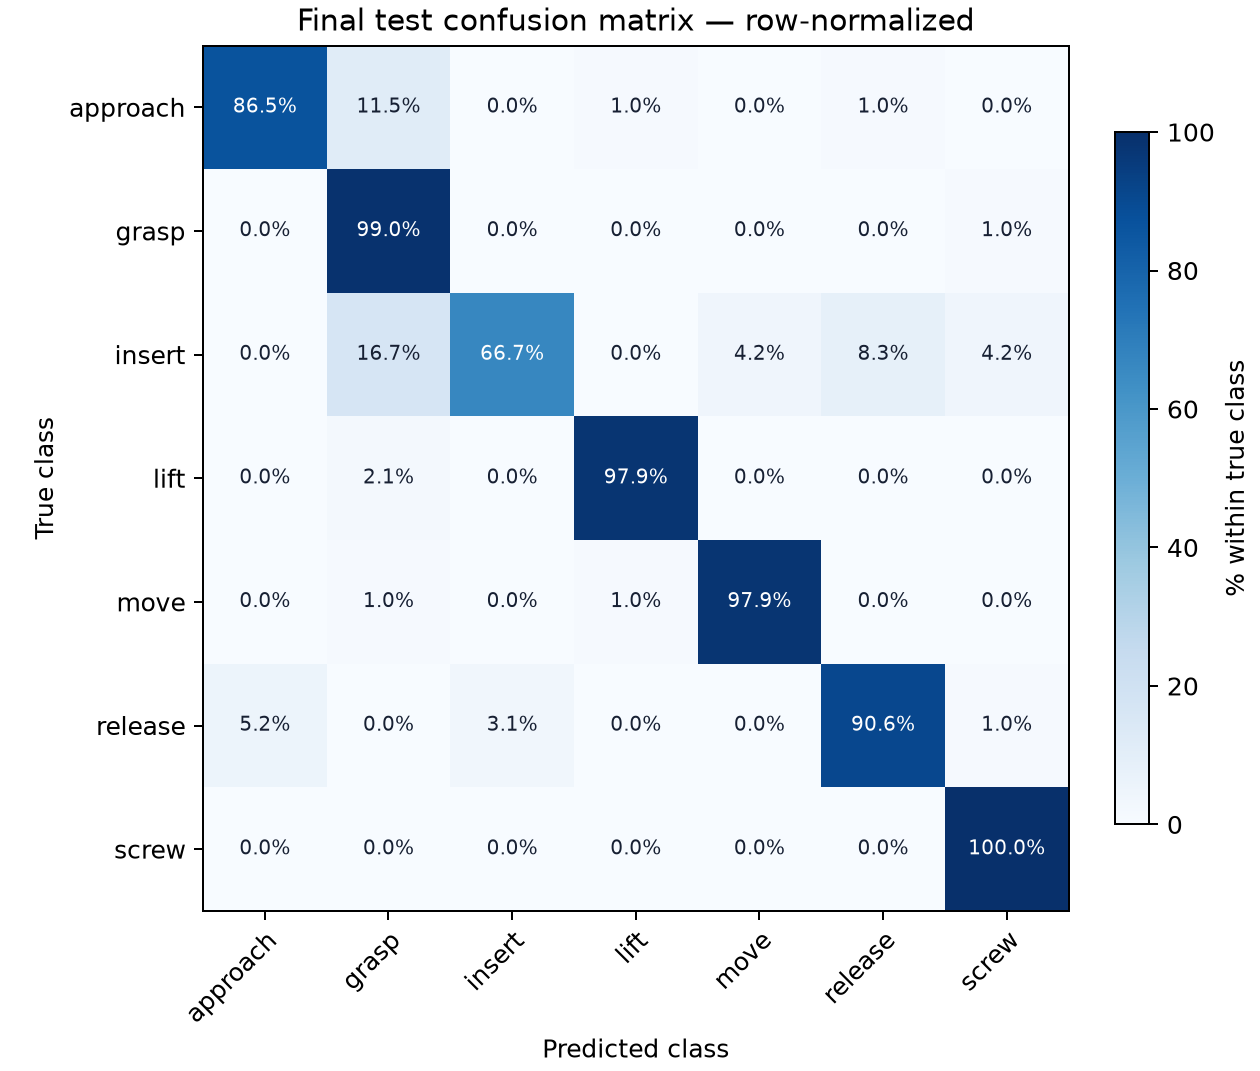 Final test confusion matrix — row-normalized
approach 86.5% 11.5% 0.0% 1.0% 0.0% 1.0% 0.0%
grasp 0.0% 99.0% 0.0% 0.0% 0.0% 0.0% 1.0%
insert 0.0% 16.7% 66.7% 0.0% 4.2% 8.3% 4.2%
lift 0.0% 2.1% 0.0% 97.9% 0.0% 0.0% 0.0%
move 0.0% 1.0% 0.0% 1.0% 97.9% 0.0% 0.0%
release 5.2% 0.0% 3.1% 0.0% 0.0% 90.6% 1.0%
screw 0.0% 0.0% 0.0% 0.0% 0.0% 0.0% 100.0%
approach grasp insert lift move release screw
Predicted class
True class
100
80
60
40
20
0
% within true class